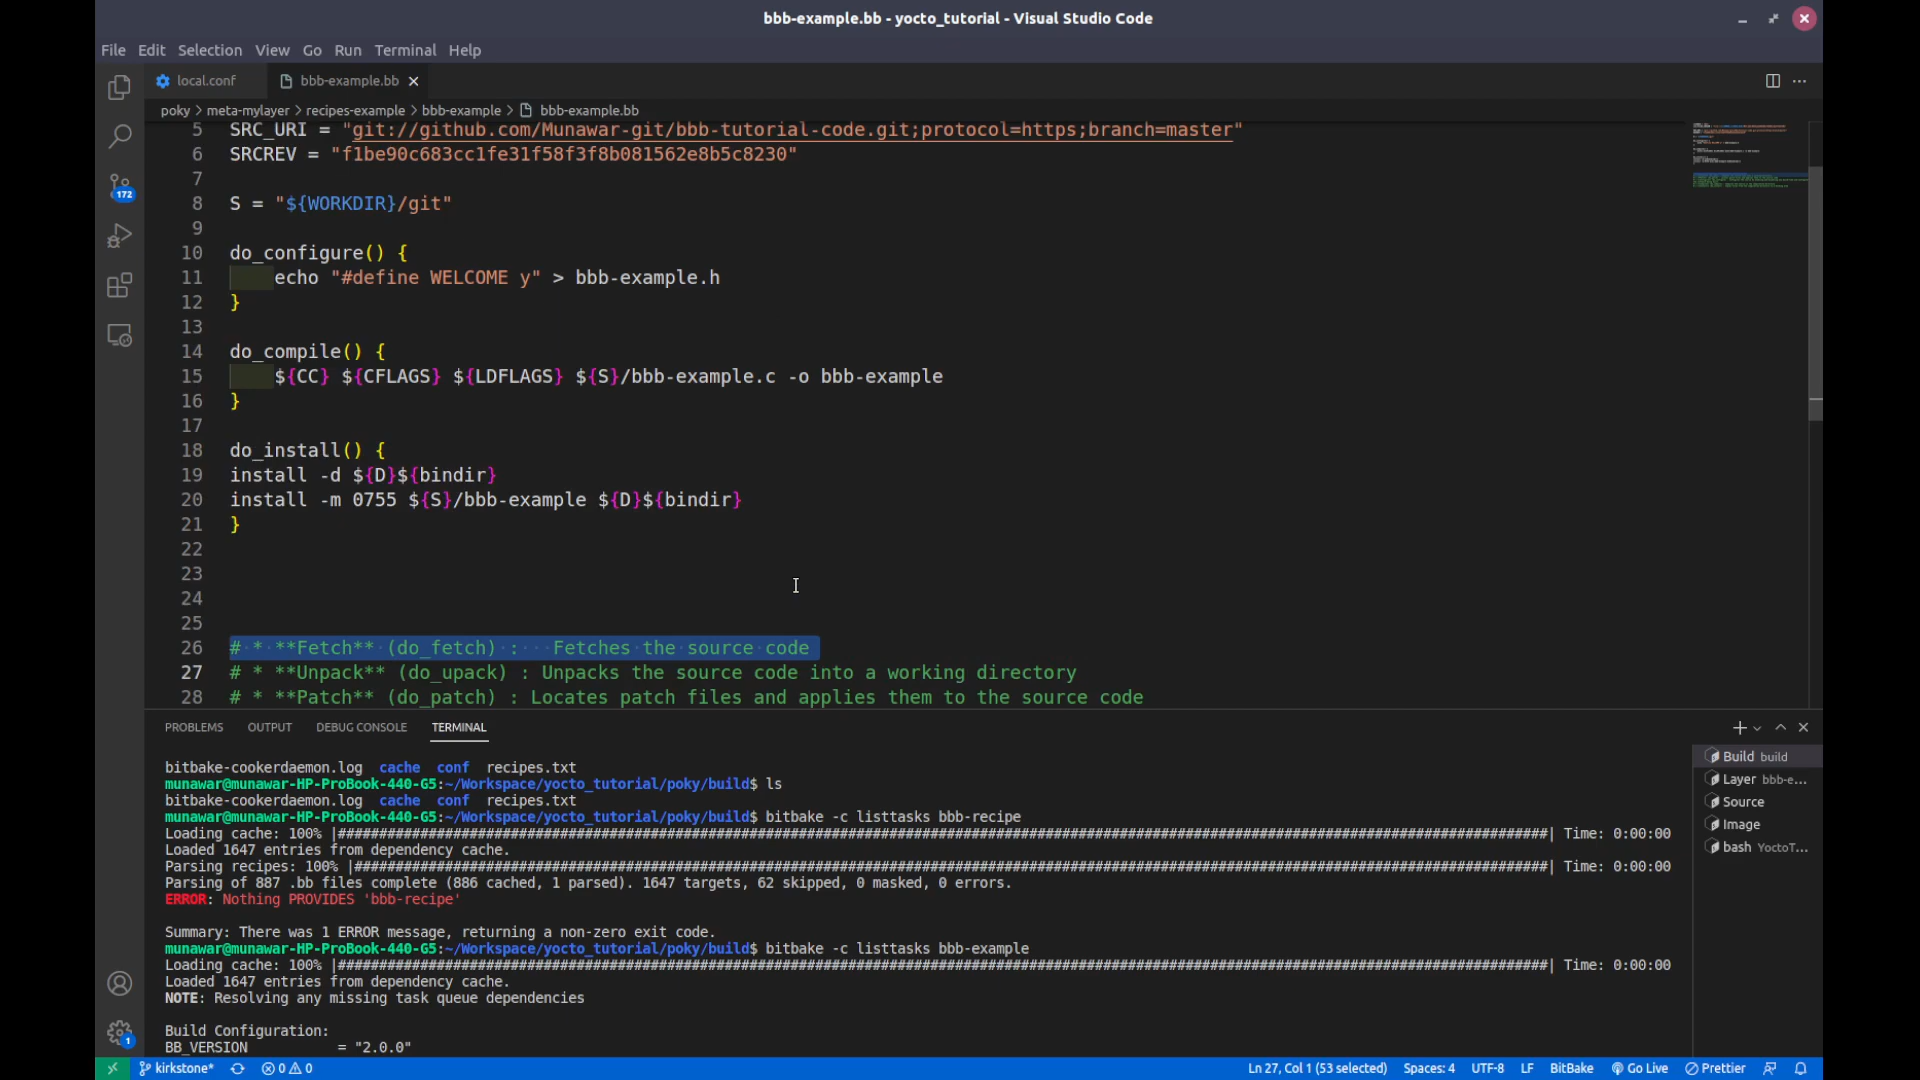 bbb-example.bb - yocto_tutorial - Visual Studio Code
File Edit Selection View Go Run Terminal Help
local.conf bbb-example.bb
poky > meta-mylayer > recipes-example > bbb-example > bbb-example.bb
5 SRC_URI = "git://github.com/Munawar-git/bbb-tutorial-code.git;protocol=https;branch=master"
6 SRCREV = "f1be90c683cc1fe31f58f3f8b081562e8b5c8230"
7
8 S = "${WORKDIR}/git"
9
10 do_configure() {
11 echo "#define WELCOME y" > bbb-example.h
12 }
13
14 do_compile() {
15 ${CC} ${CFLAGS} ${LDFLAGS} ${S}/bbb-example.c -o bbb-example
16 }
17
18 do_install() {
19 install -d ${D}${bindir}
20 install -m 0755 ${S}/bbb-example ${D}${bindir}
21 }
22
23
24
25
26 # * **Fetch** (do_fetch) : Fetches the source code
27 # * **Unpack** (do_upack) : Unpacks the source code into a working directory
28 # * **Patch** (do_patch) : Locates patch files and applies them to the source code
172
1
PROBLEMS OUTPUT DEBUG CONSOLE TERMINAL
bitbake-cookerdaemon.log cache conf recipes.txt
munawar@munawar-HP-ProBook-440-G5:~/Workspace/yocto_tutorial/poky/build$ ls
bitbake-cookerdaemon.log cache conf recipes.txt
munawar@munawar-HP-ProBook-440-G5:~/Workspace/yocto_tutorial/poky/build$ bitbake -c listtasks bbb-recipe
Loading cache: 100% |####| Time: 0:00:00
Loaded 1647 entries from dependency cache.
Parsing recipes: 100% |####| Time: 0:00:00
Parsing of 887 .bb files complete (886 cached, 1 parsed). 1647 targets, 62 skipped, 0 masked, 0 errors.
ERROR: Nothing PROVIDES 'bbb-recipe'
Summary: There was 1 ERROR message, returning a non-zero exit code.
munawar@munawar-HP-ProBook-440-G5:~/Workspace/yocto_tutorial/poky/build$ bitbake -c listtasks bbb-example
Loading cache: 100% |####| Time: 0:00:00
Loaded 1647 entries from dependency cache.
NOTE: Resolving any missing task queue dependencies
Build Configuration:
BB_VERSION = "2.0.0"
Build build
Layer bbb-e...
Source
Image
bash YoctoT...
kirkstone* 0 0 Ln 27, Col 1 (53 selected) Spaces: 4 UTF-8 LF BitBake Go Live Prettier